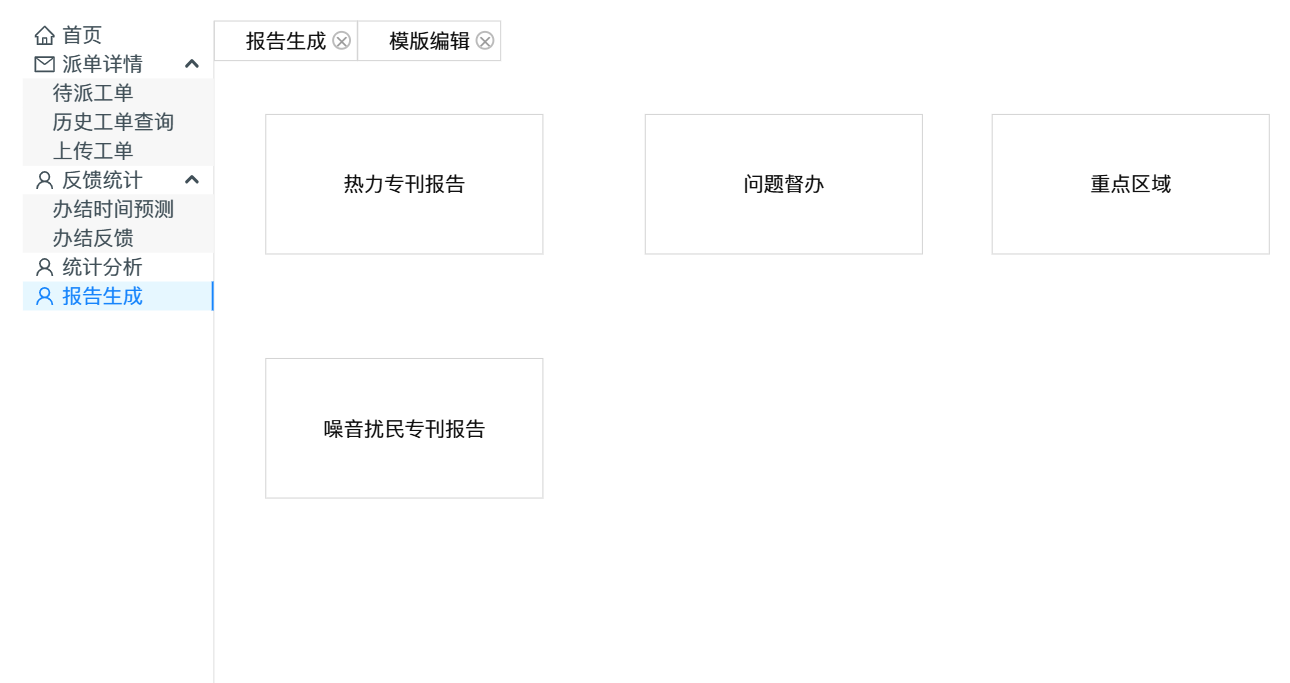 首页
派单详情
待派工单
历史工单查询
上传工单
反馈统计
办结时间预测
办结反馈
统计分析
报告生成
报告生成
模版编辑
热力专刊报告
问题督办
重点区域
噪音扰民专刊报告